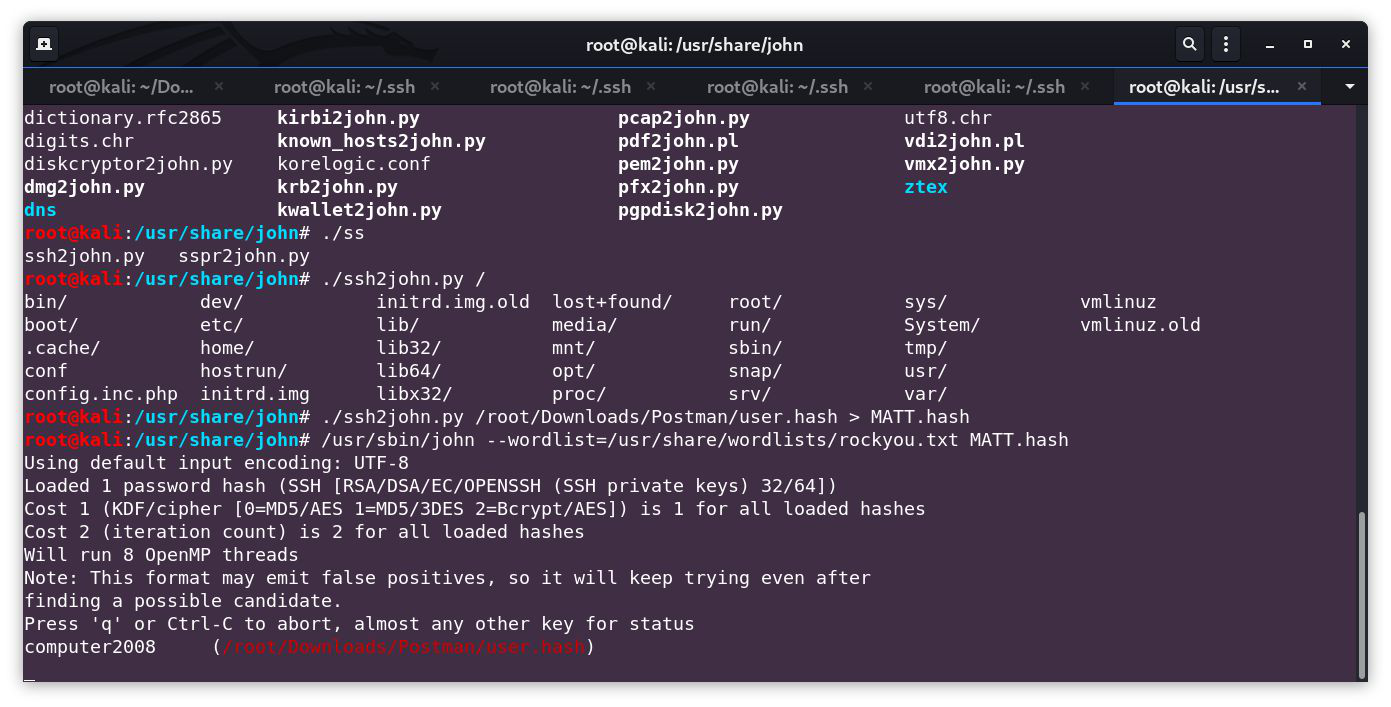 root@kali: /usr/share/john
root@kali: ~/Do... root@kali: ~/.ssh root@kali: ~/.ssh root@kali: ~/.ssh root@kali: ~/.ssh root@kali: /usr/s...
dictionary.rfc2865     kirbi2john.py                  pcap2john.py              utf8.chr
digits.chr             known_hosts2john.py            pdf2john.pl               vdi2john.pl
diskcryptor2john.py    korelogic.conf                 pem2john.py               vmx2john.py
dmg2john.py            krb2john.py                    pfx2john.py               ztex
dns                    kwallet2john.py                pgpdisk2john.py
root@kali:/usr/share/john# ./ss
ssh2john.py   sspr2john.py
root@kali:/usr/share/john# ./ssh2john.py /
bin/            dev/            initrd.img.old  lost+found/     root/           sys/            vmlinuz
boot/           etc/            lib/            media/          run/            System/         vmlinuz.old
.cache/         home/           lib32/          mnt/            sbin/           tmp/
conf            hostrun/        lib64/          opt/            snap/           usr/
config.inc.php  initrd.img      libx32/         proc/           srv/            var/
root@kali:/usr/share/john# ./ssh2john.py /root/Downloads/Postman/user.hash > MATT.hash
root@kali:/usr/share/john# /usr/sbin/john --wordlist=/usr/share/wordlists/rockyou.txt MATT.hash
Using default input encoding: UTF-8
Loaded 1 password hash (SSH [RSA/DSA/EC/OPENSSH (SSH private keys) 32/64])
Cost 1 (KDF/cipher [0=MD5/AES 1=MD5/3DES 2=Bcrypt/AES]) is 1 for all loaded hashes
Cost 2 (iteration count) is 2 for all loaded hashes
Will run 8 OpenMP threads
Note: This format may emit false positives, so it will keep trying even after
finding a possible candidate.
Press 'q' or Ctrl-C to abort, almost any other key for status
computer2008     (/root/Downloads/Postman/user.hash)